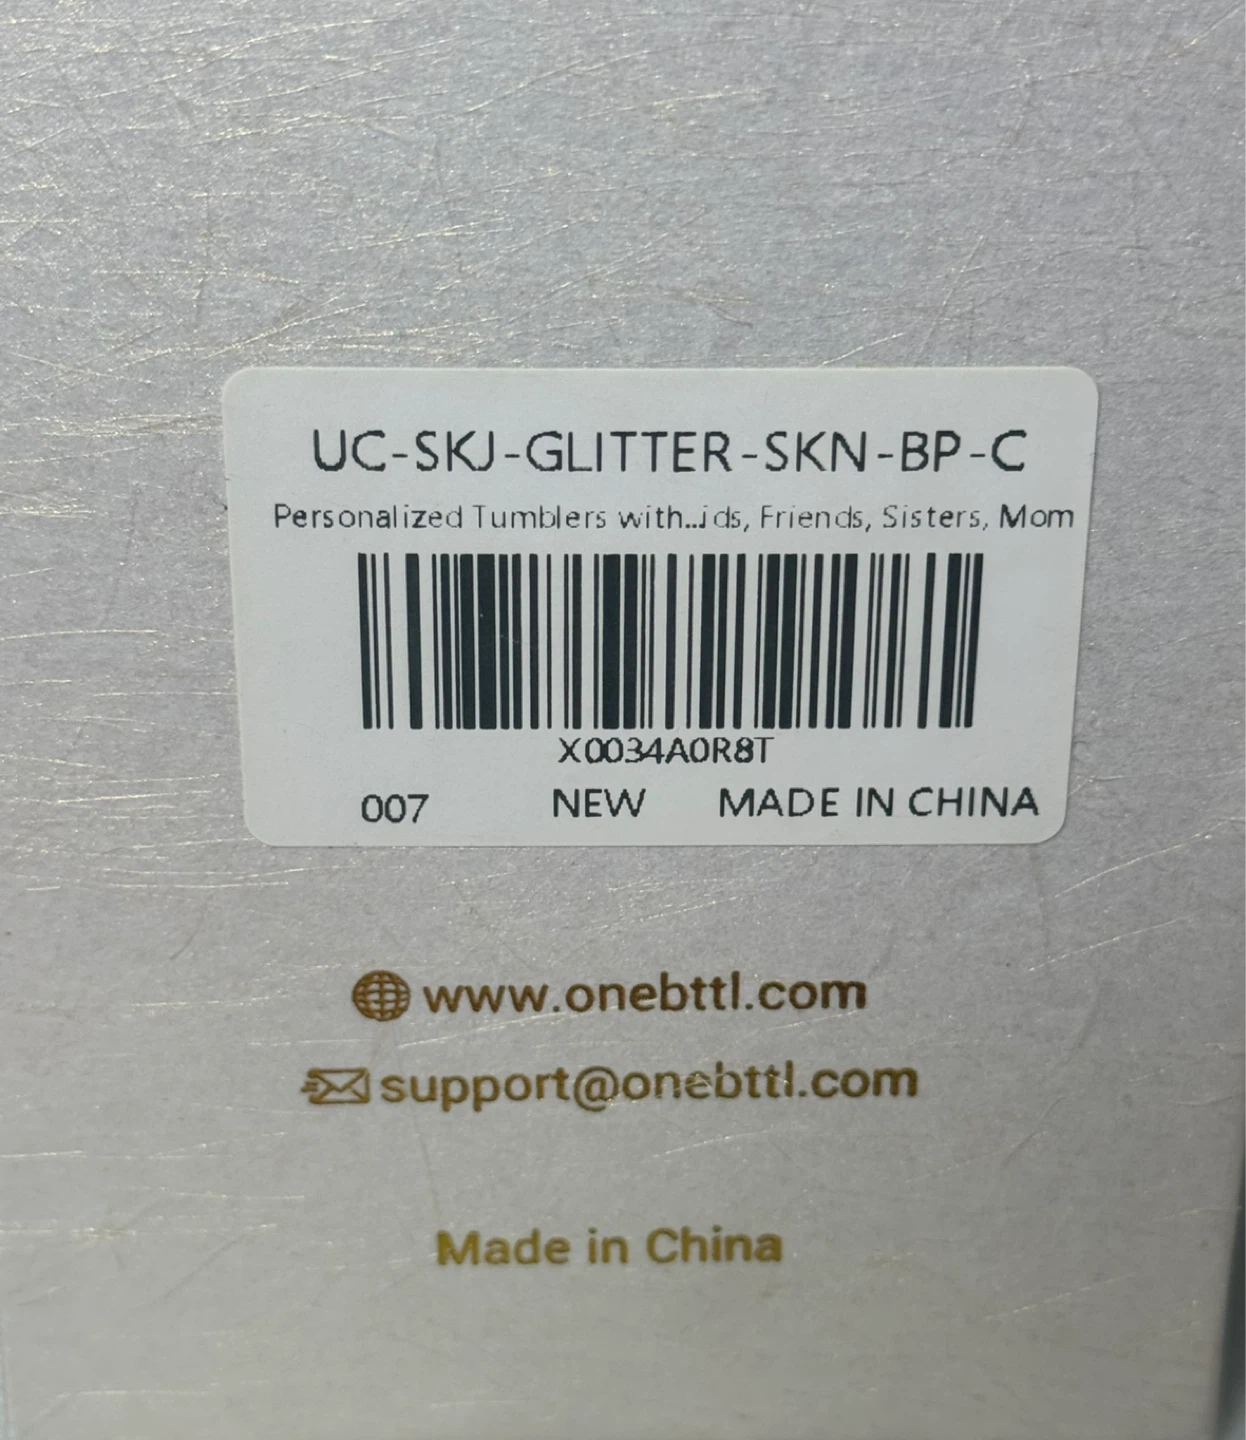 UC-SKJ-GLITTER-SKN-BP-C
Personalized Tumblers with...ids, Friends, Sisters, Mom
X0034A0R8T
007 NEW MADE IN CHINA
www.onebttl.com
support@onebttl.com
Made in China